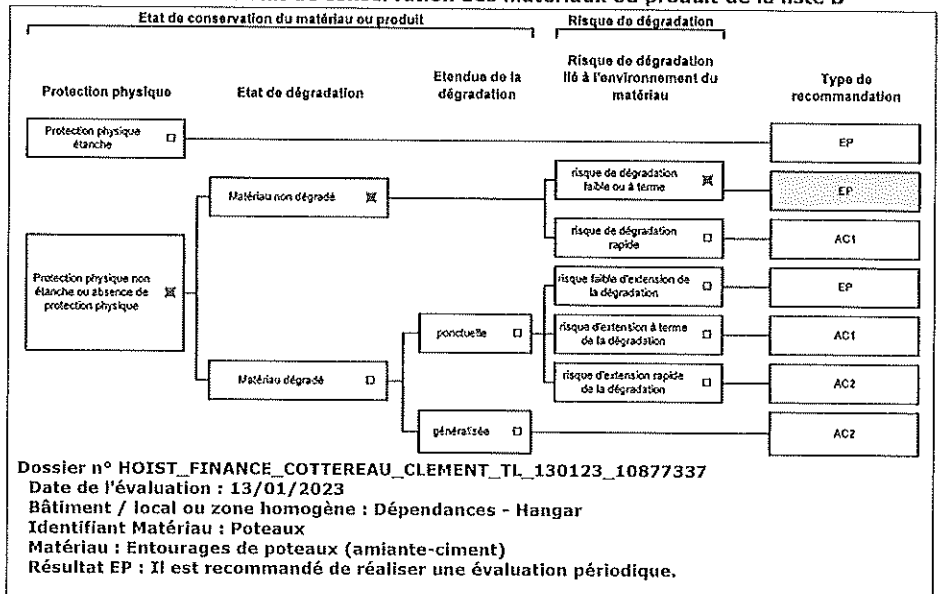 Etat de conservation du matériau ou produit
Risque de dégradation
Protection physique
Etat de dégradation
Etendue de la
dégradation
Risque de dégradation
lié à l'environnement du
matériau
Type de
recommandation
Protection physique
étanche
EP
Matériau non dégradé
risque de dégradation
faible ou à terme
EP
risque de dégradation
rapide
AC1
Protection physique non
étanche ou absence de
protection physique
risque faible d'extension de
la dégradation
EP
ponctuelle
risque d'extension à terme
de la dégradation
AC1
Matériau dégradé
risque d'extension rapide
de la dégradation
AC2
généralisée
AC2
Dossier n° HOIST_FINANCE_COTTEREAU_CLEMENT_TL_130123_10877337
Date de l'évaluation : 13/01/2023
Bâtiment / local ou zone homogène : Dépendances - Hangar
Identifiant Matériau : Poteaux
Matériau : Entourages de poteaux (amiante-ciment)
Résultat EP : Il est recommandé de réaliser une évaluation périodique.